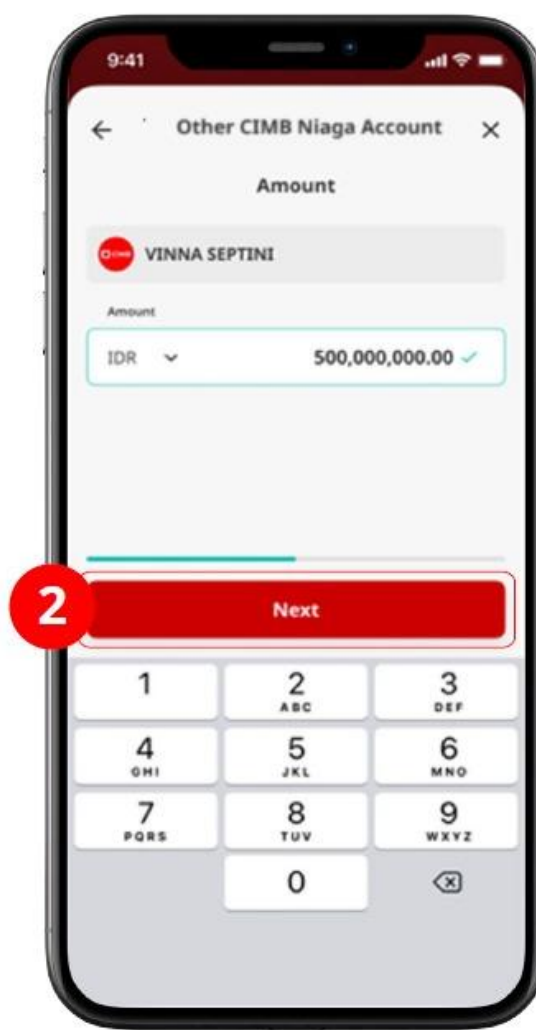 9:41
Other CIMB Niaga Account
Amount
CIMB VINNA SEPTINI
Amount
IDR 500,000,000.00
2 Next
1 2 3
ABC DEF
4 5 6
GHI JKL MNO
7 8 9
PQRS TUV WXYZ
0